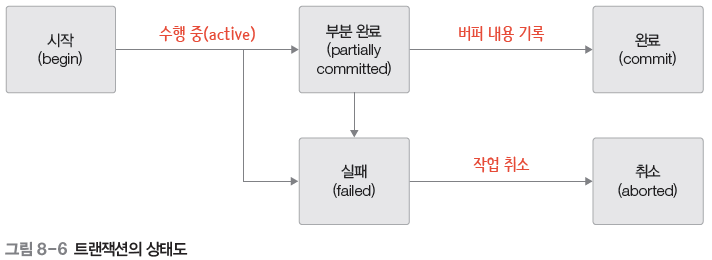 시작
(begin)
수행 중(active)
부분 완료
(partially
committed)
버퍼 내용 기록
완료
(commit)
실패
(failed)
작업 취소
취소
(aborted)
그림 8-6 트랜잭션의 상태도